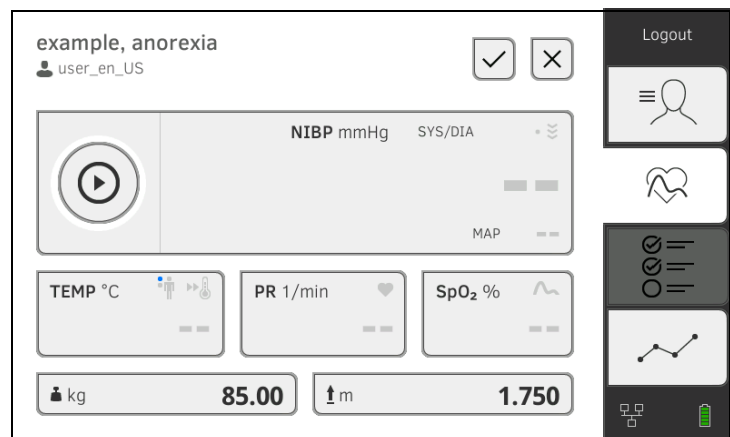 Logout
example, anorexia
user_en_US
NIBP mmHg SYS/DIA
-- --
MAP --
TEMP °C
--
PR 1/min
--
SpO₂ %
--
kg 85.00
m 1.750